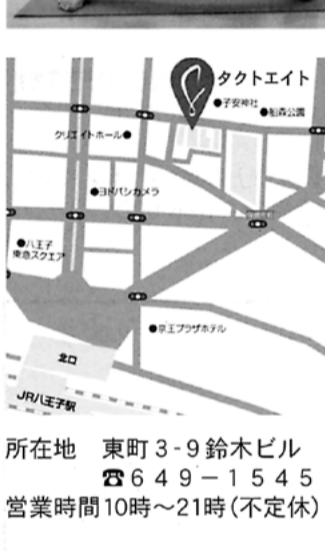 タクトエイト
●子安神社
●船森公園
クリエイトホール●
●ヨドバシカメラ
●八王子
東急スクエア
●京王プラザホテル
北口
JR八王子駅
所在地 東町3-9鈴木ビル
☎649－1545
営業時間10時～21時(不定休)